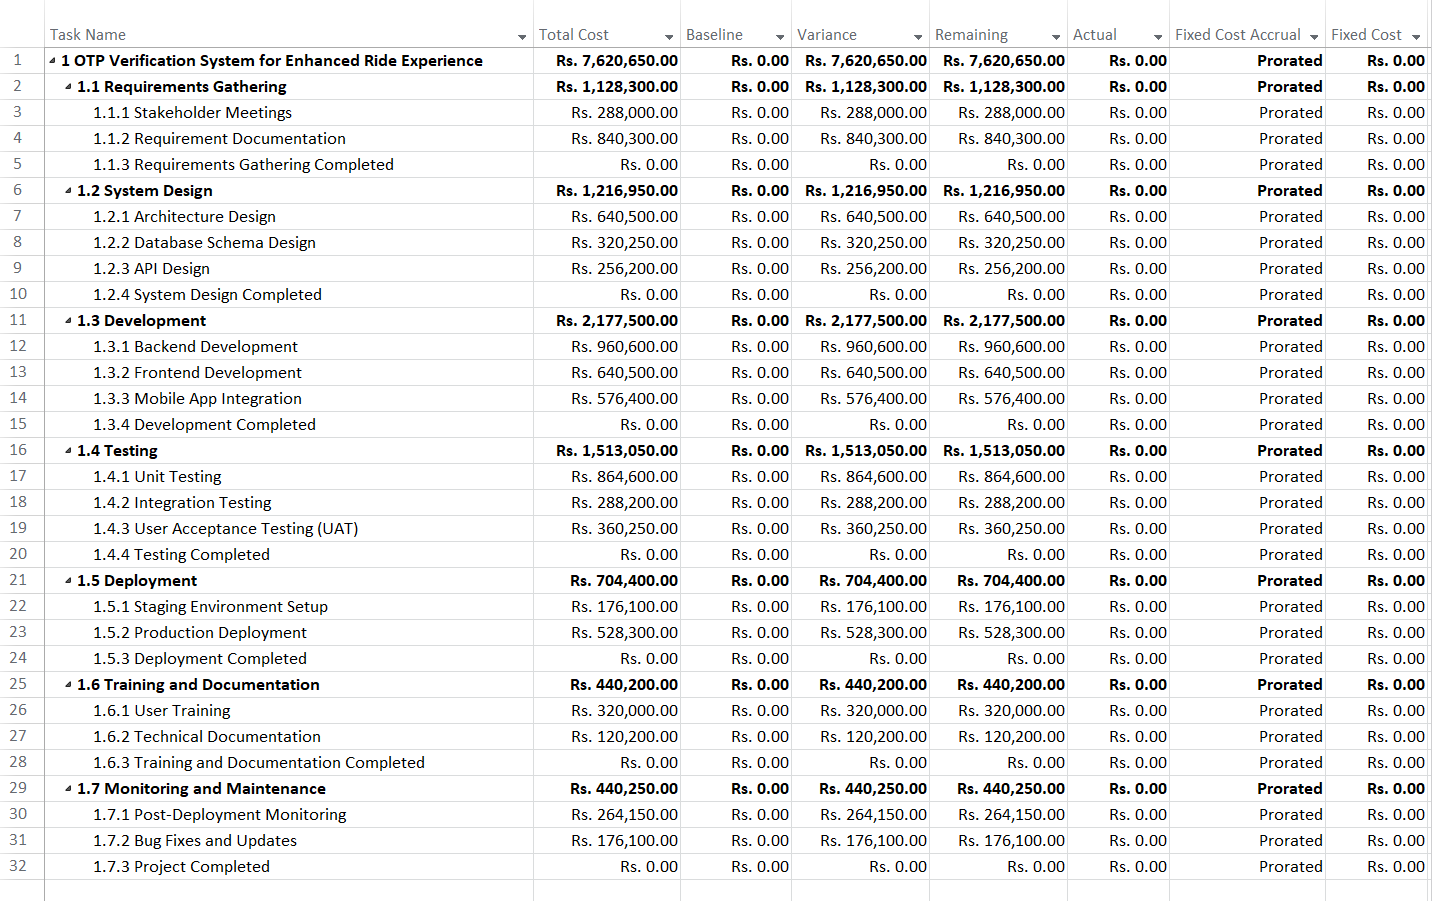 Task Name Total Cost Baseline Variance Remaining Actual Fixed Cost Accrual Fixed Cost
1 1 OTP Verification System for Enhanced Ride Experience Rs. 7,620,650.00 Rs. 0.00 Rs. 7,620,650.00 Rs. 7,620,650.00 Rs. 0.00 Prorated Rs. 0.00
2 1.1 Requirements Gathering Rs. 1,128,300.00 Rs. 0.00 Rs. 1,128,300.00 Rs. 1,128,300.00 Rs. 0.00 Prorated Rs. 0.00
3 1.1.1 Stakeholder Meetings Rs. 288,000.00 Rs. 0.00 Rs. 288,000.00 Rs. 288,000.00 Rs. 0.00 Prorated Rs. 0.00
4 1.1.2 Requirement Documentation Rs. 840,300.00 Rs. 0.00 Rs. 840,300.00 Rs. 840,300.00 Rs. 0.00 Prorated Rs. 0.00
5 1.1.3 Requirements Gathering Completed Rs. 0.00 Rs. 0.00 Rs. 0.00 Rs. 0.00 Rs. 0.00 Prorated Rs. 0.00
6 1.2 System Design Rs. 1,216,950.00 Rs. 0.00 Rs. 1,216,950.00 Rs. 1,216,950.00 Rs. 0.00 Prorated Rs. 0.00
7 1.2.1 Architecture Design Rs. 640,500.00 Rs. 0.00 Rs. 640,500.00 Rs. 640,500.00 Rs. 0.00 Prorated Rs. 0.00
8 1.2.2 Database Schema Design Rs. 320,250.00 Rs. 0.00 Rs. 320,250.00 Rs. 320,250.00 Rs. 0.00 Prorated Rs. 0.00
9 1.2.3 API Design Rs. 256,200.00 Rs. 0.00 Rs. 256,200.00 Rs. 256,200.00 Rs. 0.00 Prorated Rs. 0.00
10 1.2.4 System Design Completed Rs. 0.00 Rs. 0.00 Rs. 0.00 Rs. 0.00 Rs. 0.00 Prorated Rs. 0.00
11 1.3 Development Rs. 2,177,500.00 Rs. 0.00 Rs. 2,177,500.00 Rs. 2,177,500.00 Rs. 0.00 Prorated Rs. 0.00
12 1.3.1 Backend Development Rs. 960,600.00 Rs. 0.00 Rs. 960,600.00 Rs. 960,600.00 Rs. 0.00 Prorated Rs. 0.00
13 1.3.2 Frontend Development Rs. 640,500.00 Rs. 0.00 Rs. 640,500.00 Rs. 640,500.00 Rs. 0.00 Prorated Rs. 0.00
14 1.3.3 Mobile App Integration Rs. 576,400.00 Rs. 0.00 Rs. 576,400.00 Rs. 576,400.00 Rs. 0.00 Prorated Rs. 0.00
15 1.3.4 Development Completed Rs. 0.00 Rs. 0.00 Rs. 0.00 Rs. 0.00 Rs. 0.00 Prorated Rs. 0.00
16 1.4 Testing Rs. 1,513,050.00 Rs. 0.00 Rs. 1,513,050.00 Rs. 1,513,050.00 Rs. 0.00 Prorated Rs. 0.00
17 1.4.1 Unit Testing Rs. 864,600.00 Rs. 0.00 Rs. 864,600.00 Rs. 864,600.00 Rs. 0.00 Prorated Rs. 0.00
18 1.4.2 Integration Testing Rs. 288,200.00 Rs. 0.00 Rs. 288,200.00 Rs. 288,200.00 Rs. 0.00 Prorated Rs. 0.00
19 1.4.3 User Acceptance Testing (UAT) Rs. 360,250.00 Rs. 0.00 Rs. 360,250.00 Rs. 360,250.00 Rs. 0.00 Prorated Rs. 0.00
20 1.4.4 Testing Completed Rs. 0.00 Rs. 0.00 Rs. 0.00 Rs. 0.00 Rs. 0.00 Prorated Rs. 0.00
21 1.5 Deployment Rs. 704,400.00 Rs. 0.00 Rs. 704,400.00 Rs. 704,400.00 Rs. 0.00 Prorated Rs. 0.00
22 1.5.1 Staging Environment Setup Rs. 176,100.00 Rs. 0.00 Rs. 176,100.00 Rs. 176,100.00 Rs. 0.00 Prorated Rs. 0.00
23 1.5.2 Production Deployment Rs. 528,300.00 Rs. 0.00 Rs. 528,300.00 Rs. 528,300.00 Rs. 0.00 Prorated Rs. 0.00
24 1.5.3 Deployment Completed Rs. 0.00 Rs. 0.00 Rs. 0.00 Rs. 0.00 Rs. 0.00 Prorated Rs. 0.00
25 1.6 Training and Documentation Rs. 440,200.00 Rs. 0.00 Rs. 440,200.00 Rs. 440,200.00 Rs. 0.00 Prorated Rs. 0.00
26 1.6.1 User Training Rs. 320,000.00 Rs. 0.00 Rs. 320,000.00 Rs. 320,000.00 Rs. 0.00 Prorated Rs. 0.00
27 1.6.2 Technical Documentation Rs. 120,200.00 Rs. 0.00 Rs. 120,200.00 Rs. 120,200.00 Rs. 0.00 Prorated Rs. 0.00
28 1.6.3 Training and Documentation Completed Rs. 0.00 Rs. 0.00 Rs. 0.00 Rs. 0.00 Rs. 0.00 Prorated Rs. 0.00
29 1.7 Monitoring and Maintenance Rs. 440,250.00 Rs. 0.00 Rs. 440,250.00 Rs. 440,250.00 Rs. 0.00 Prorated Rs. 0.00
30 1.7.1 Post-Deployment Monitoring Rs. 264,150.00 Rs. 0.00 Rs. 264,150.00 Rs. 264,150.00 Rs. 0.00 Prorated Rs. 0.00
31 1.7.2 Bug Fixes and Updates Rs. 176,100.00 Rs. 0.00 Rs. 176,100.00 Rs. 176,100.00 Rs. 0.00 Prorated Rs. 0.00
32 1.7.3 Project Completed Rs. 0.00 Rs. 0.00 Rs. 0.00 Rs. 0.00 Rs. 0.00 Prorated Rs. 0.00